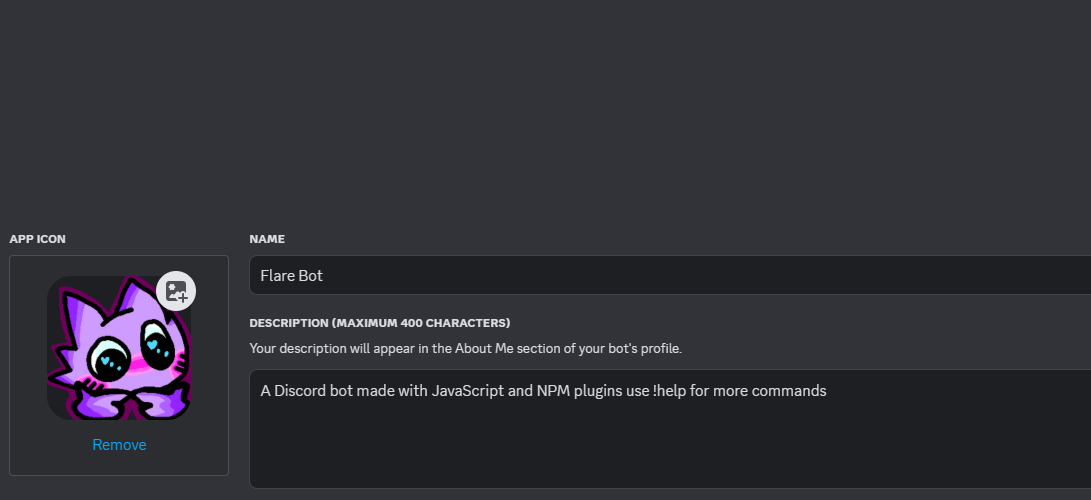 APP ICON
Remove
NAME
Flare Bot
DESCRIPTION (MAXIMUM 400 CHARACTERS)
Your description will appear in the About Me section of your bot's profile.
A Discord bot made with JavaScript and NPM plugins use !help for more commands